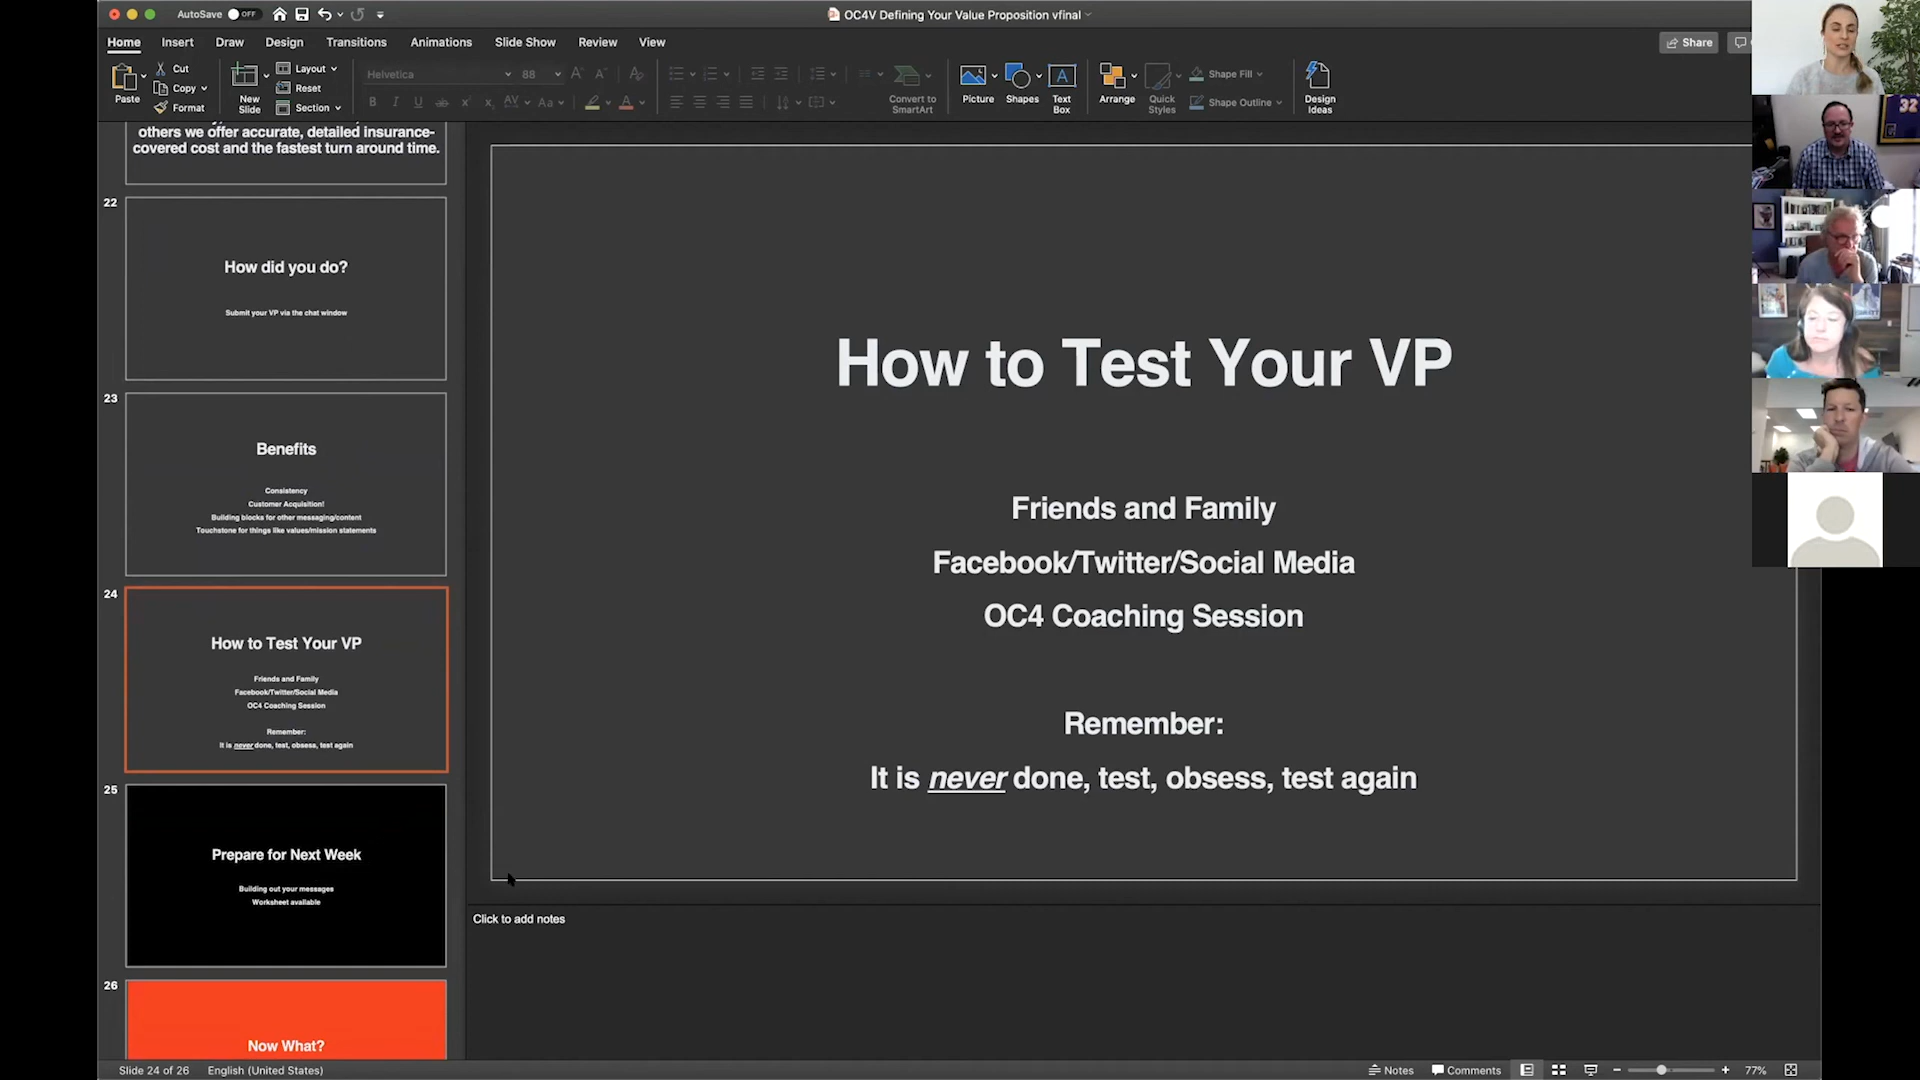 AutoSave OFF
OC4V Defining Your Value Proposition vfinal
Home Insert Draw Design Transitions Animations Slide Show Review View
Share
Paste
Cut
Copy
Format
New Slide
Layout
Reset
Section
Helvetica 88
Convert to SmartArt
Picture
Shapes
Text Box
Arrange
Quick Styles
Shape Fill
Shape Outline
Design Ideas
others we offer accurate, detailed insurance-
covered cost and the fastest turn around time.
22
How did you do?
Submit your VP via the chat window
23
Benefits
Consistency
Customer Acquisition!
Building blocks for other messaging/content
Touchstone for things like values/mission statements
24
How to Test Your VP
Friends and Family
Facebook/Twitter/Social Media
OC4 Coaching Session
Remember:
It is never done, test, obsess, test again
25
Prepare for Next Week
Building out your messages
Worksheet available
26
Now What?
How to Test Your VP
Friends and Family
Facebook/Twitter/Social Media
OC4 Coaching Session
Remember:
It is never done, test, obsess, test again
Click to add notes
32
Slide 24 of 26
English (United States)
Notes
Comments
77%